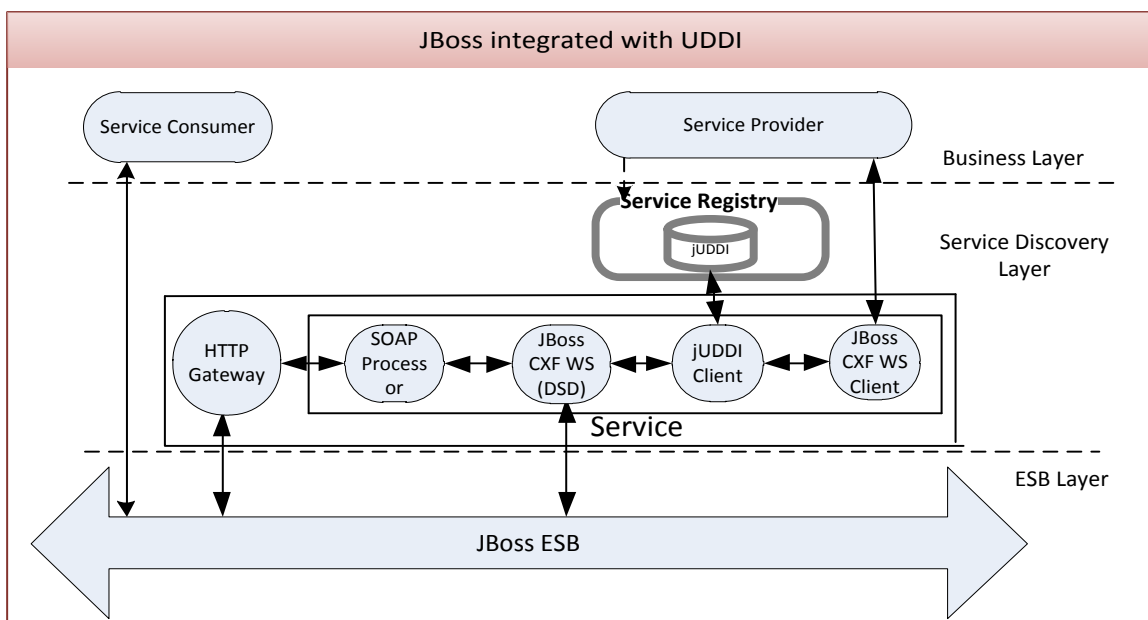 JBoss integrated with UDDI
Service Consumer
Service Provider
Business Layer
Service Registry
jUDDI
Service Discovery
Layer
HTTP
Gateway
SOAP
Process
or
JBoss
CXF WS
(DSD)
jUDDI
Client
JBoss
CXF WS
Client
Service
ESB Layer
JBoss ESB